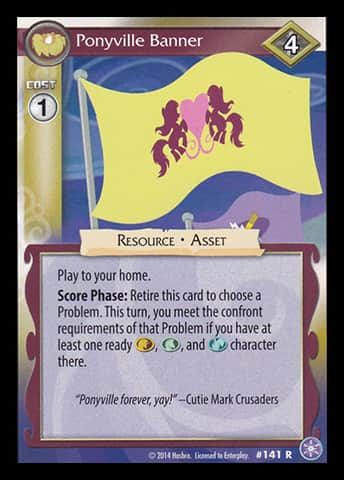 Ponyville Banner
4
COST
1
RESOURCE • ASSET
Play to your home.
Score Phase: Retire this card to choose a
Problem. This turn, you meet the confront
requirements of that Problem if you have at
least one ready , , and character
there.
"Ponyville forever, yay!" –Cutie Mark Crusaders
© 2014 Hasbro. Licensed to Enterplay. #141 R